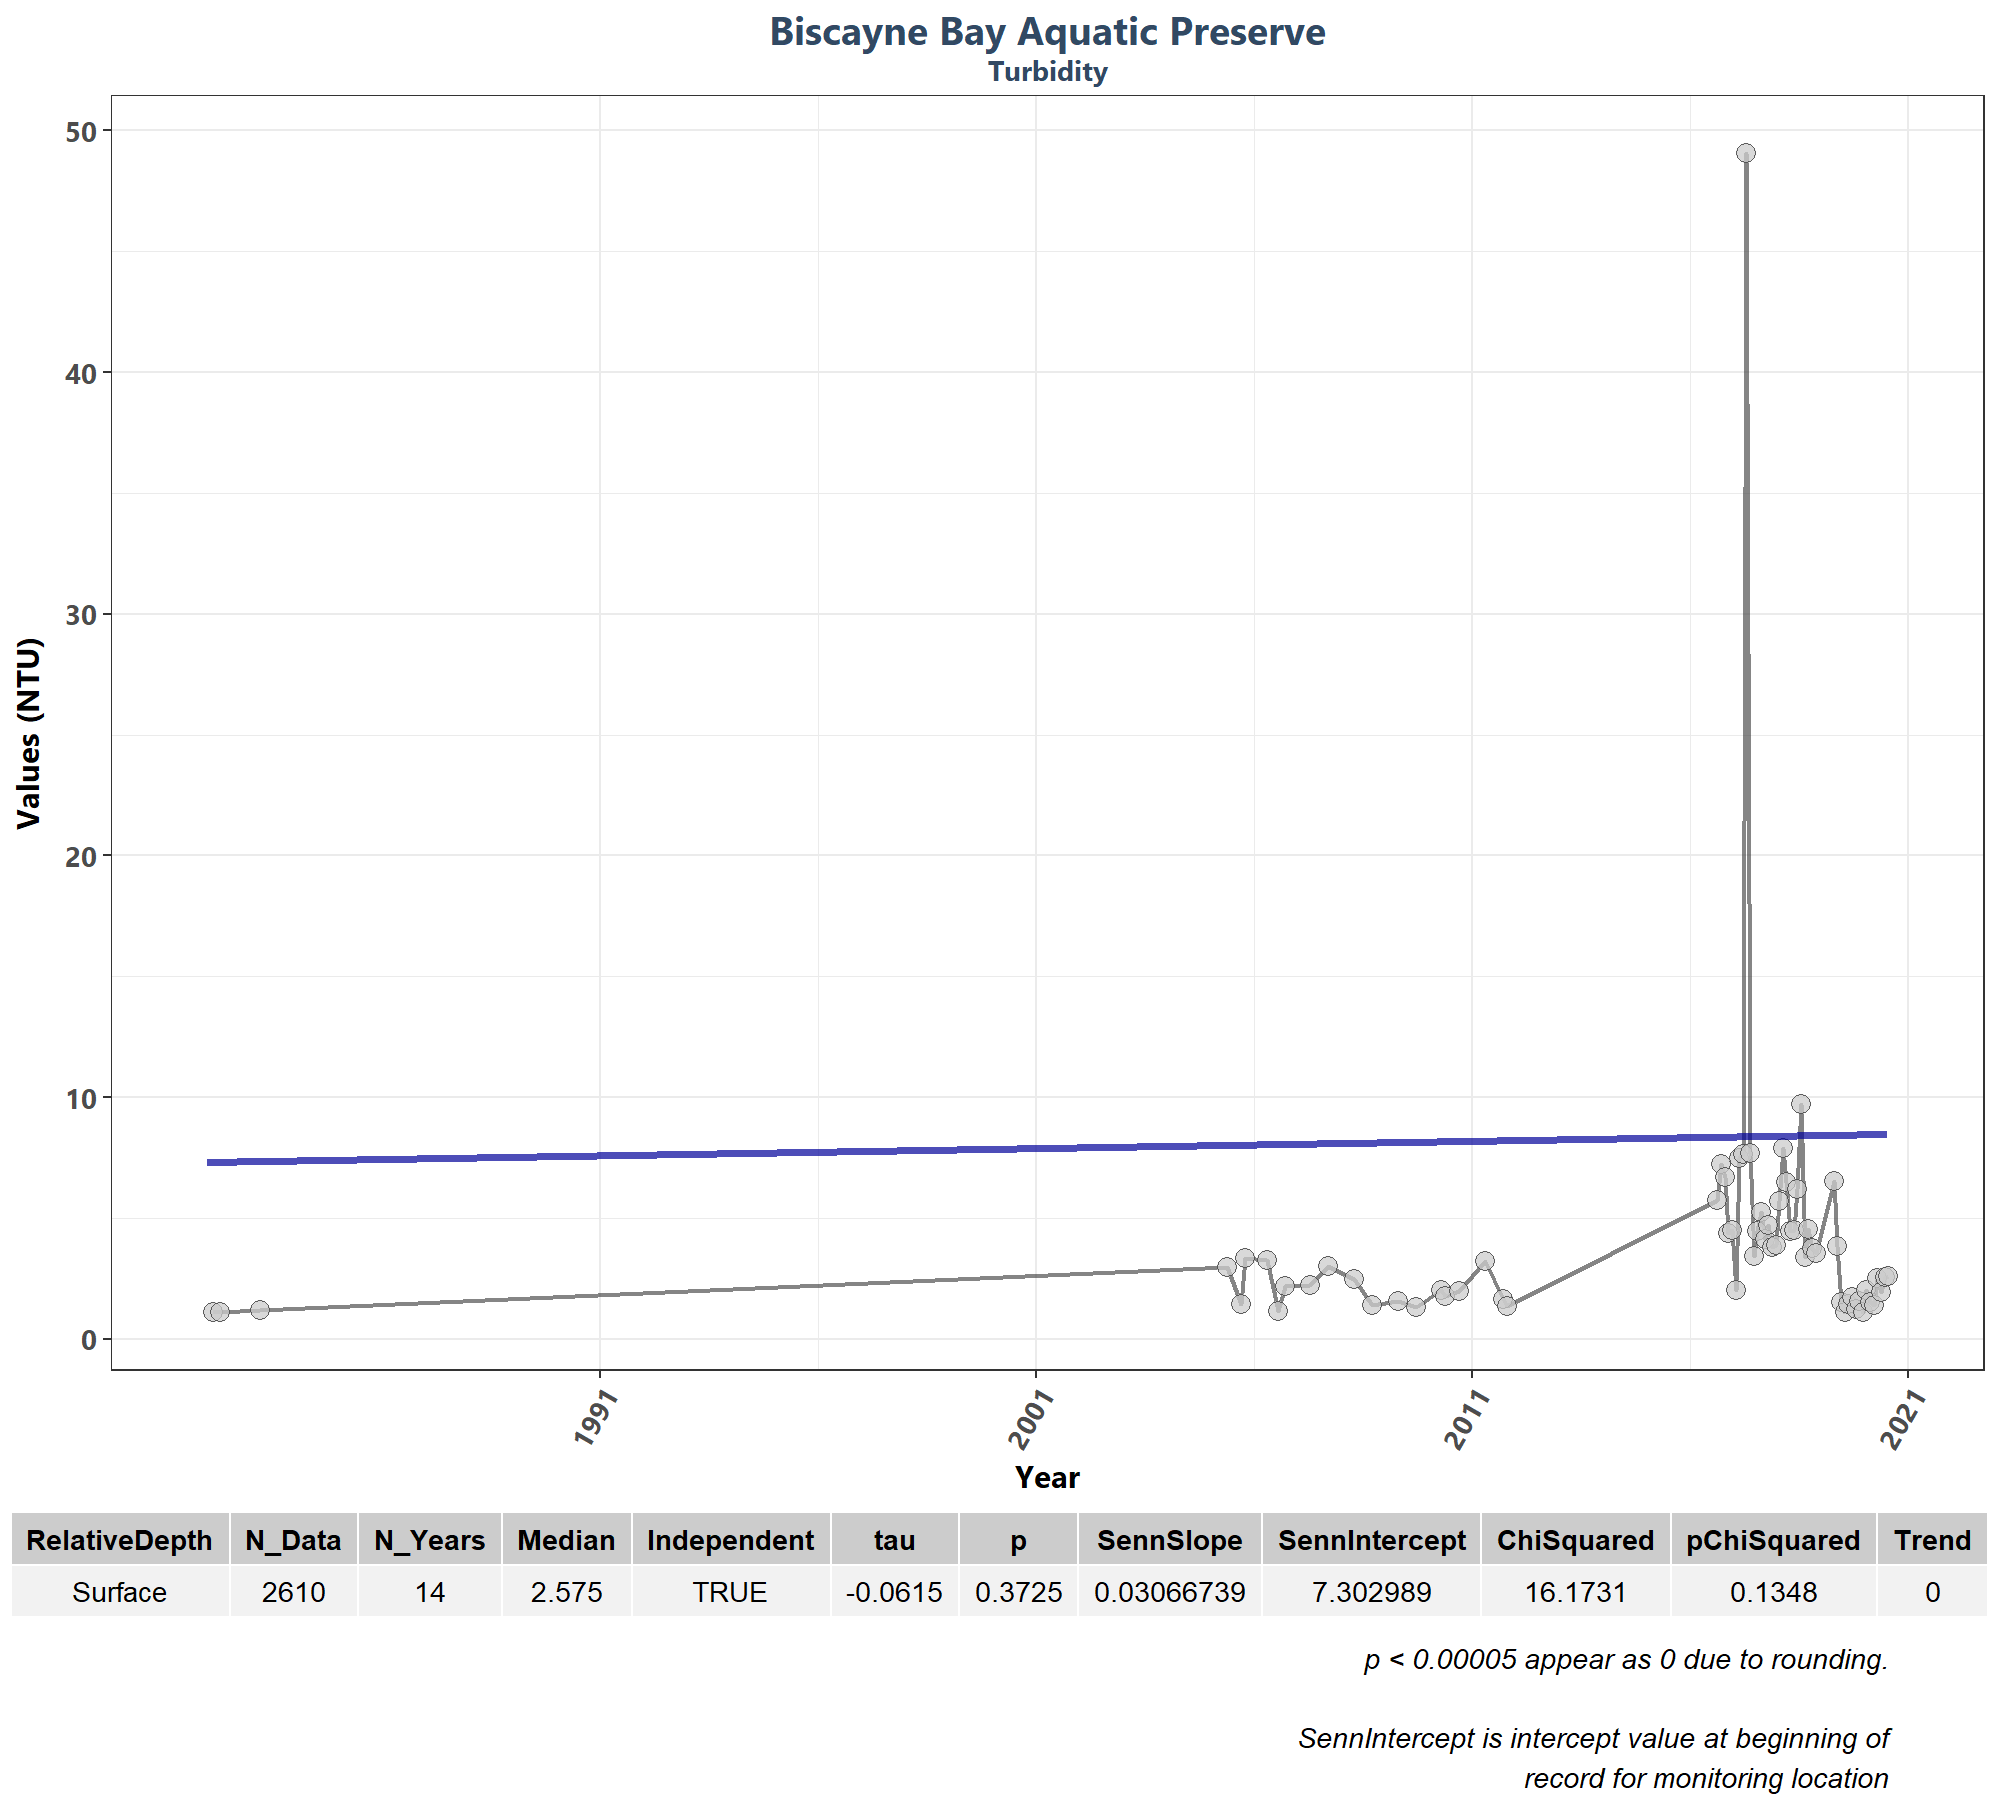 Biscayne Bay Aquatic Preserve
Turbidity
50
40
30
20
10
0
Values (NTU)
1991
2001
2011
2021
Year
RelativeDepth N_Data N_Years Median Independent tau p SennSlope SennIntercept ChiSquared pChiSquared Trend
Surface 2610 14 2.575 TRUE -0.0615 0.3725 0.03066739 7.302989 16.1731 0.1348 0
p < 0.00005 appear as 0 due to rounding.
SennIntercept is intercept value at beginning of
record for monitoring location